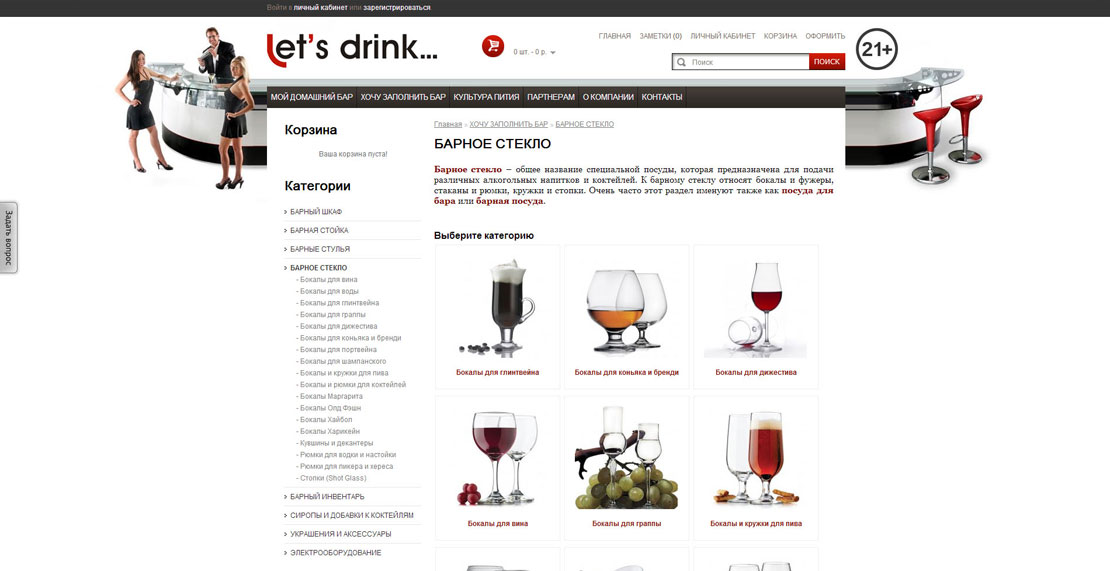 Войти в личный кабинет или зарегистрироваться
Let's drink...
0 шт. - 0 р.
ГЛАВНАЯ ЗАМЕТКИ (0) ЛИЧНЫЙ КАБИНЕТ КОРЗИНА ОФОРМИТЬ
Поиск ПОИСК
21+
МОЙ ДОМАШНИЙ БАР ХОЧУ ЗАПОЛНИТЬ БАР КУЛЬТУРА ПИТИЯ ПАРТНЕРАМ О КОМПАНИИ КОНТАКТЫ
Задать вопрос
Корзина
Ваша корзина пуста!
Категории
БАРНЫЙ ШКАФ
БАРНАЯ СТОЙКА
БАРНЫЕ СТУЛЬЯ
БАРНОЕ СТЕКЛО
- Бокалы для вина
- Бокалы для воды
- Бокалы для глинтвейна
- Бокалы для граппы
- Бокалы для дижестива
- Бокалы для коньяка и бренди
- Бокалы для портвейна
- Бокалы для шампанского
- Бокалы и кружки для пива
- Бокалы и рюмки для коктейлей
- Бокалы Маргарита
- Бокалы Олд Фэшн
- Бокалы Хайбол
- Бокалы Харикейн
- Кувшины и декантеры
- Рюмки для водки и настойки
- Рюмки для ликера и хереса
- Стопки (Shot Glass)
БАРНЫЙ ИНВЕНТАРЬ
СИРОПЫ И ДОБАВКИ К КОКТЕЙЛЯМ
УКРАШЕНИЯ И АКСЕССУАРЫ
ЭЛЕКТРООБОРУДОВАНИЕ
Главная » ХОЧУ ЗАПОЛНИТЬ БАР » БАРНОЕ СТЕКЛО
БАРНОЕ СТЕКЛО
Барное стекло – общее название специальной посуды, которая предназначена для подачи
различных алкогольных напитков и коктейлей. К барному стеклу относят бокалы и фужеры,
стаканы и рюмки, кружки и стопки. Очень часто этот раздел именуют также как посуда для
бара или барная посуда.
Выберите категорию
Бокалы для глинтвейна Бокалы для коньяка и бренди Бокалы для дижестива
Бокалы для вина Бокалы для граппы Бокалы и кружки для пива